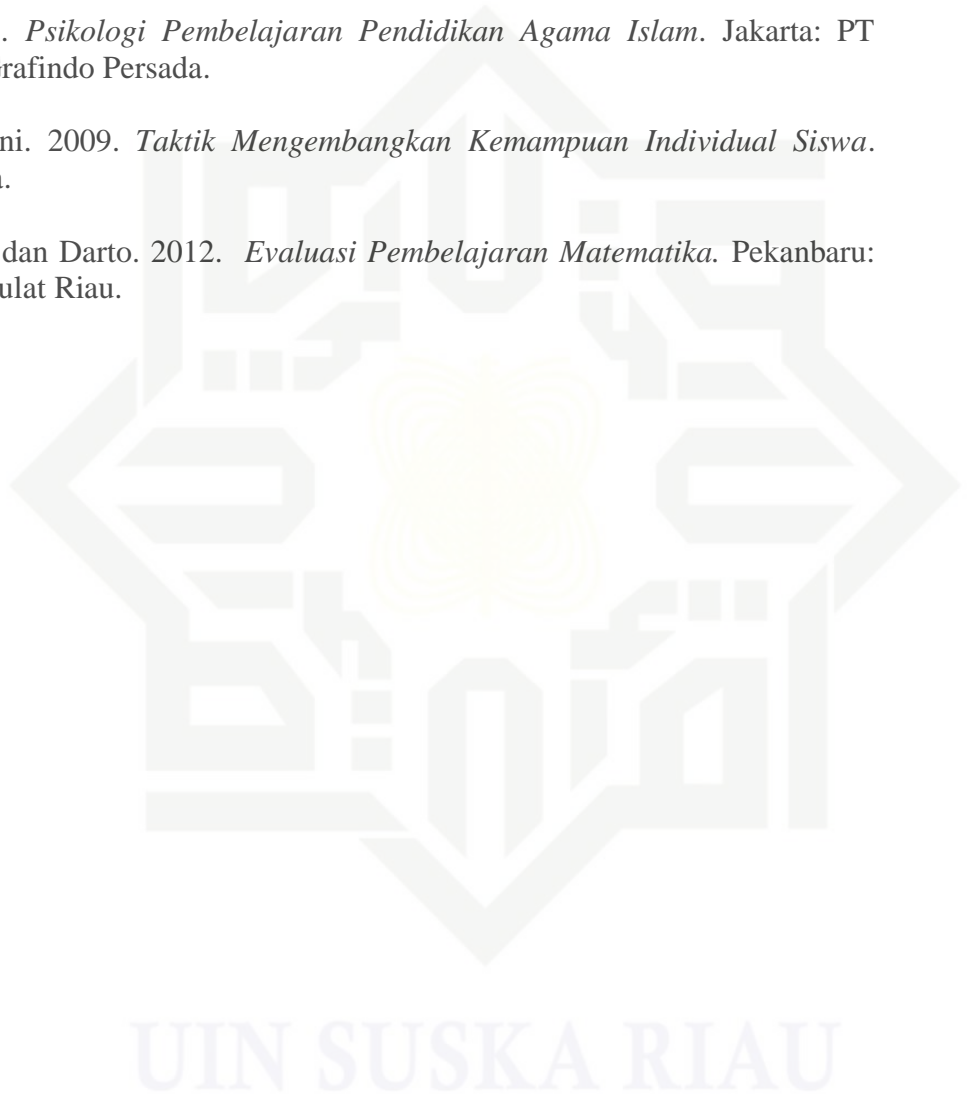 . Psikologi Pembelajaran Pendidikan Agama Islam. Jakarta: PT
rafindo Persada.
ni. 2009. Taktik Mengembangkan Kemampuan Individual Siswa.
dan Darto. 2012. Evaluasi Pembelajaran Matematika. Pekanbaru:
ulat Riau.
UIN SUSKA RIAU